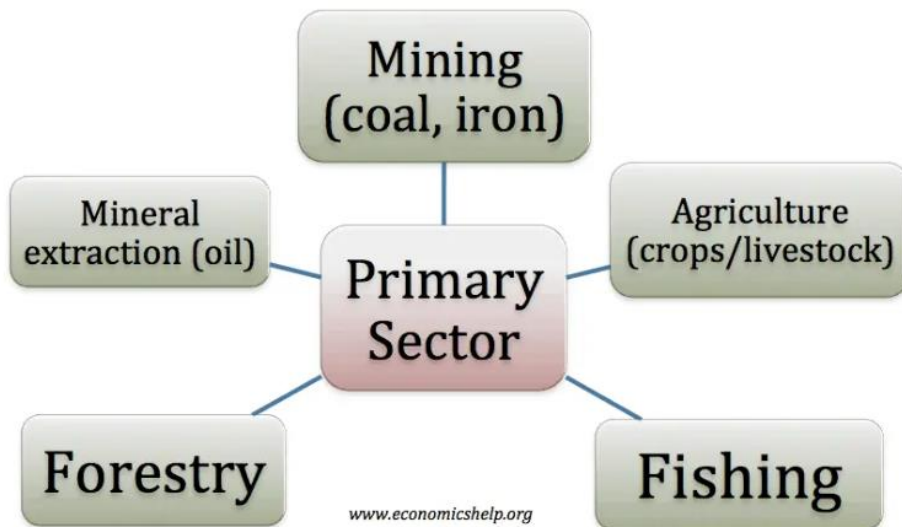 Mining
(coal, iron)
Mineral
extraction (oil)
Agriculture
(crops/livestock)
Primary
Sector
Forestry
Fishing
www.economicshelp.org